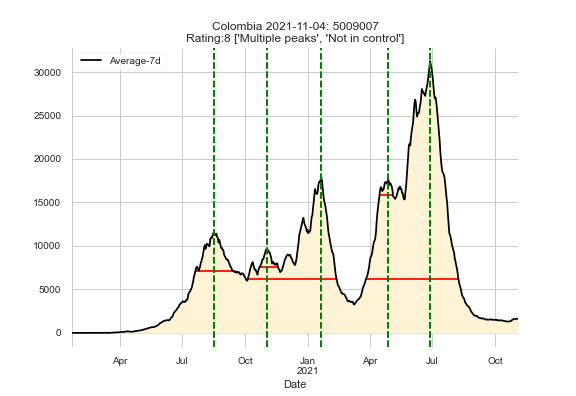 Colombia 2021-11-04: 5009007
Rating:8 ['Multiple peaks', 'Not in control']
Average-7d
30000
25000
20000
15000
10000
5000
0
Apr Jul Oct Jan Apr Jul Oct
2021
Date